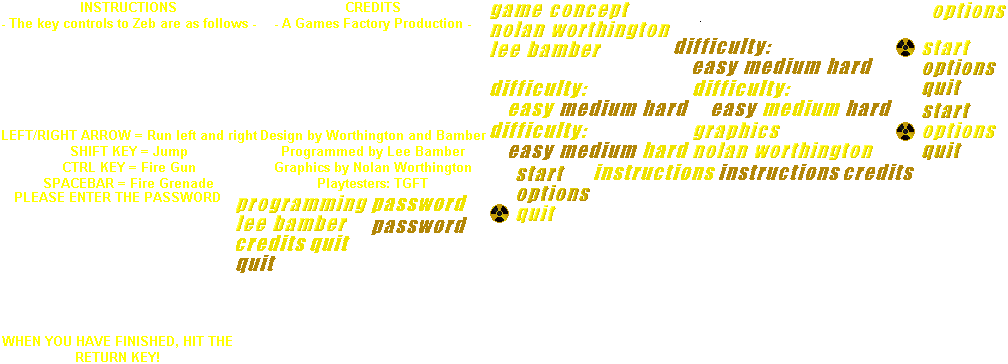 INSTRUCTIONS
- The key controls to Zeb are as follows -
LEFT/RIGHT ARROW = Run left and right
SHIFT KEY = Jump
CTRL KEY = Fire Gun
SPACEBAR = Fire Grenade
PLEASE ENTER THE PASSWORD
WHEN YOU HAVE FINISHED, HIT THE
RETURN KEY!
CREDITS
- A Games Factory Production -
Design by Worthington and Bamber
Programmed by Lee Bamber
Graphics by Nolan Worthington
Playtesters: TGFT
programming
lee bamber
credits quit
quit
password
password
game concept
nolan worthington
lee bamber
difficulty:
easy medium hard
difficulty:
easy medium hard
difficulty:
easy medium hard
difficulty:
easy medium hard
graphics
nolan worthington
options
start
options
quit
start
options
quit
start
options
quit
instructions instructions credits